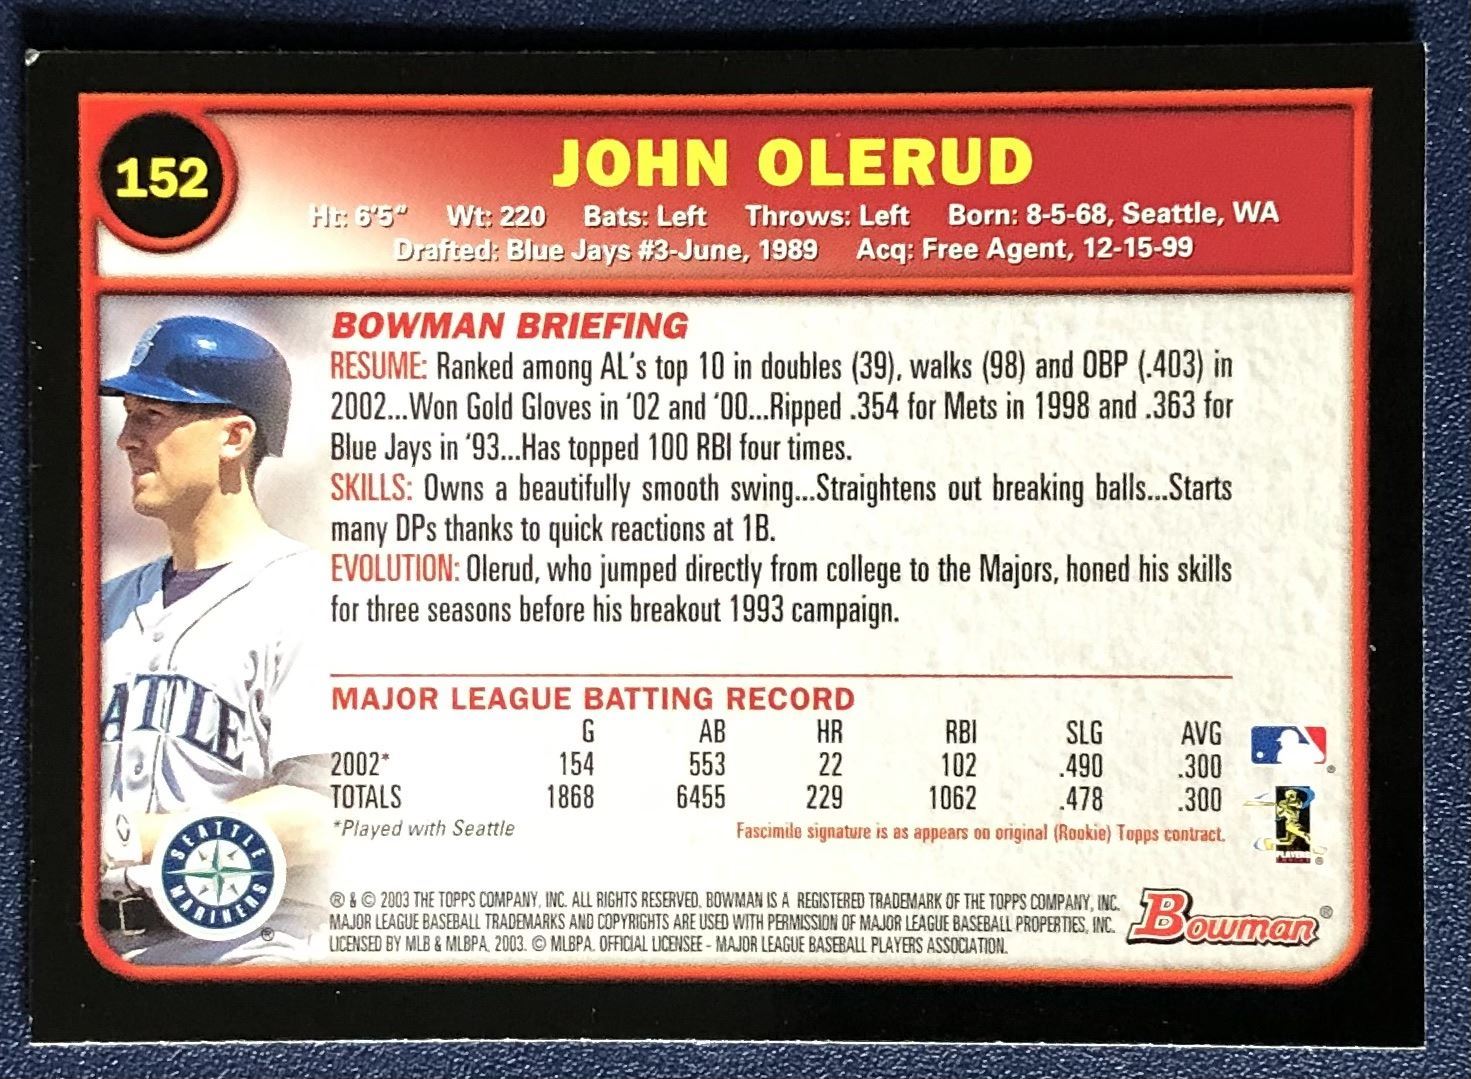 152
JOHN OLERUD
Ht: 6'5" Wt: 220 Bats: Left Throws: Left Born: 8-5-68, Seattle, WA
Drafted: Blue Jays #3-June, 1989 Acq: Free Agent, 12-15-99
BOWMAN BRIEFING
RESUME: Ranked among AL's top 10 in doubles (39), walks (98) and OBP (.403) in
2002...Won Gold Gloves in '02 and '00...Ripped .354 for Mets in 1998 and .363 for
Blue Jays in '93...Has topped 100 RBI four times.
SKILLS: Owns a beautifully smooth swing...Straightens out breaking balls...Starts
many DPs thanks to quick reactions at 1B.
EVOLUTION: Olerud, who jumped directly from college to the Majors, honed his skills
for three seasons before his breakout 1993 campaign.
ATTLE
MAJOR LEAGUE BATTING RECORD
G AB HR RBI SLG AVG
2002* 154 553 22 102 .490 .300
TOTALS 1868 6455 229 1062 .478 .300
*Played with Seattle Fascimile signature is as appears on original (Rookie) Topps contract.
SEATTLE MARINERS ®
® & © 2003 THE TOPPS COMPANY, INC. ALL RIGHTS RESERVED. BOWMAN IS A REGISTERED TRADEMARK OF THE TOPPS COMPANY, INC.
MAJOR LEAGUE BASEBALL TRADEMARKS AND COPYRIGHTS ARE USED WITH PERMISSION OF MAJOR LEAGUE BASEBALL PROPERTIES, INC.
LICENSED BY MLB & MLBPA, 2003. © MLBPA. OFFICIAL LICENSEE - MAJOR LEAGUE BASEBALL PLAYERS ASSOCIATION.
Bowman®